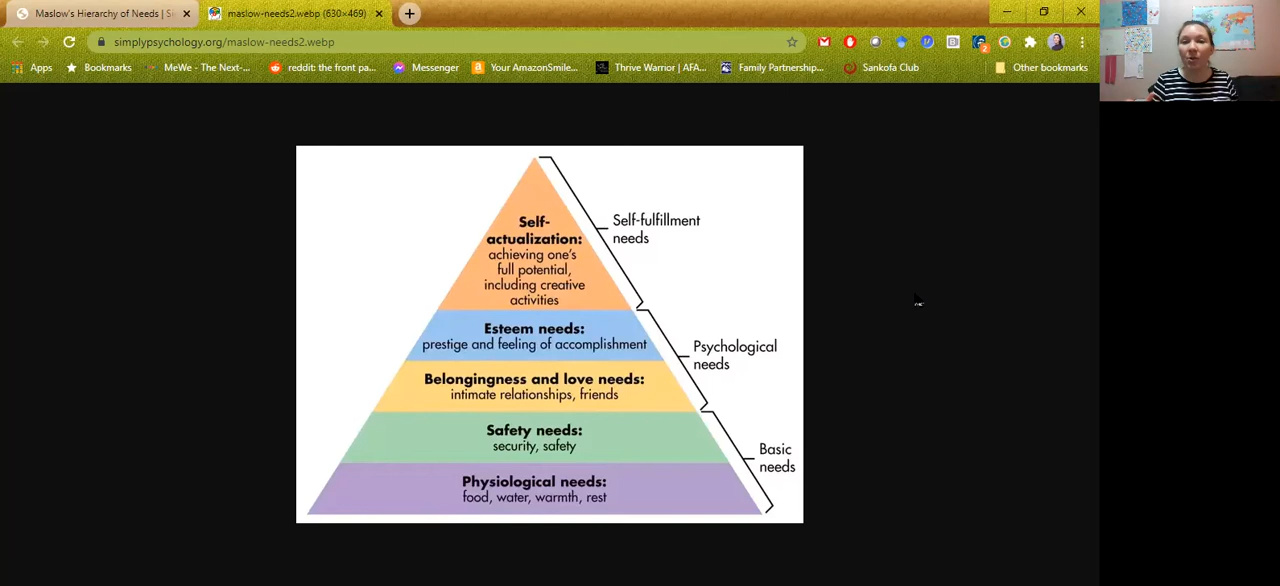 Maslow's Hierarchy of Needs | Si
maslow-needs2.webp (630×469)
simplypsychology.org/maslow-needs2.webp
2
Apps
Bookmarks
MeWe - The Next-...
reddit: the front pa...
Messenger
Your AmazonSmile...
Thrive Warrior | AFA...
Family Partnership...
Sankofa Club
Other bookmarks
Self-
actualization:
achieving one's
full potential,
including creative
activities
Self-fulfillment
needs
Esteem needs:
prestige and feeling of accomplishment
Psychological
needs
Belongingness and love needs:
intimate relationships, friends
Safety needs:
security, safety
Basic
needs
Physiological needs:
food, water, warmth, rest